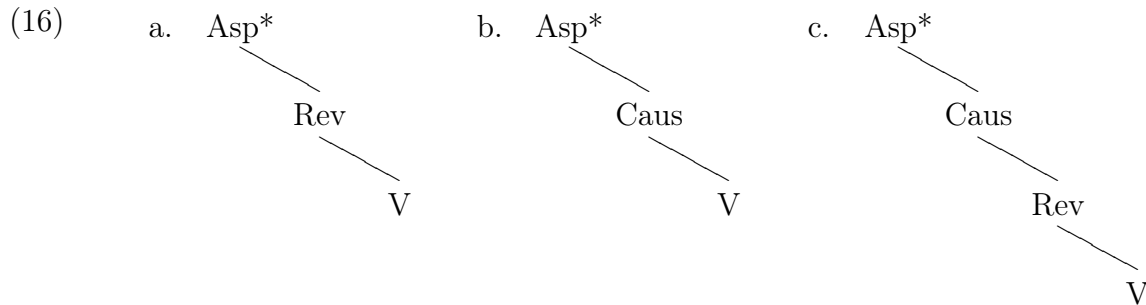 (16) a. Asp* b. Asp* c. Asp*
Rev Caus Caus
V V Rev
V